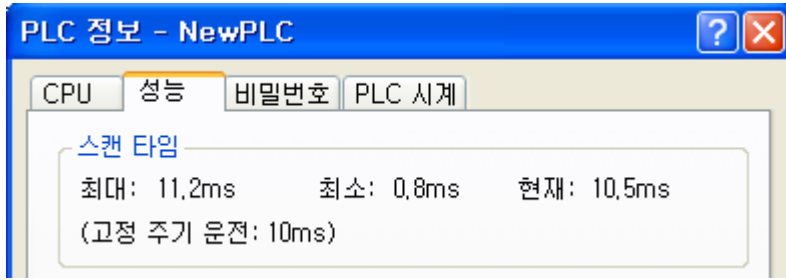 PLC 정보 - NewPLC
CPU 성능 비밀번호 PLC 시계
스캔 타임
최대: 11,2ms 최소: 0,8ms 현재: 10,5ms
(고정 주기 운전: 10ms)